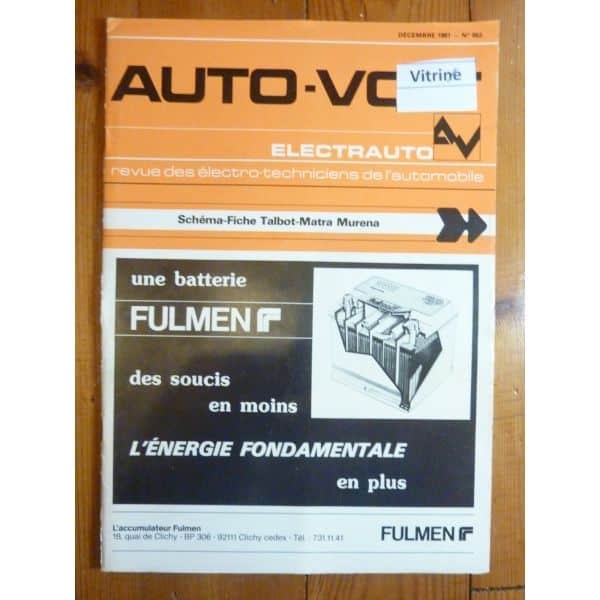 DECEMBRE 1981 - N°
AUTO-VO
Vitrine
ELECTRAUTO AV
revue des électro-techniciens de l'automobile
Schéma-Fiche Talbot-Matra Murena
une batterie
FULMEN
des soucis
en moins
L'ÉNERGIE FONDAMENTALE
en plus
L'accumulateur Fulmen
18, quai de Clichy - BP 306 - 92111 Clichy cedex - Tél. : 731.11.41
FULMEN